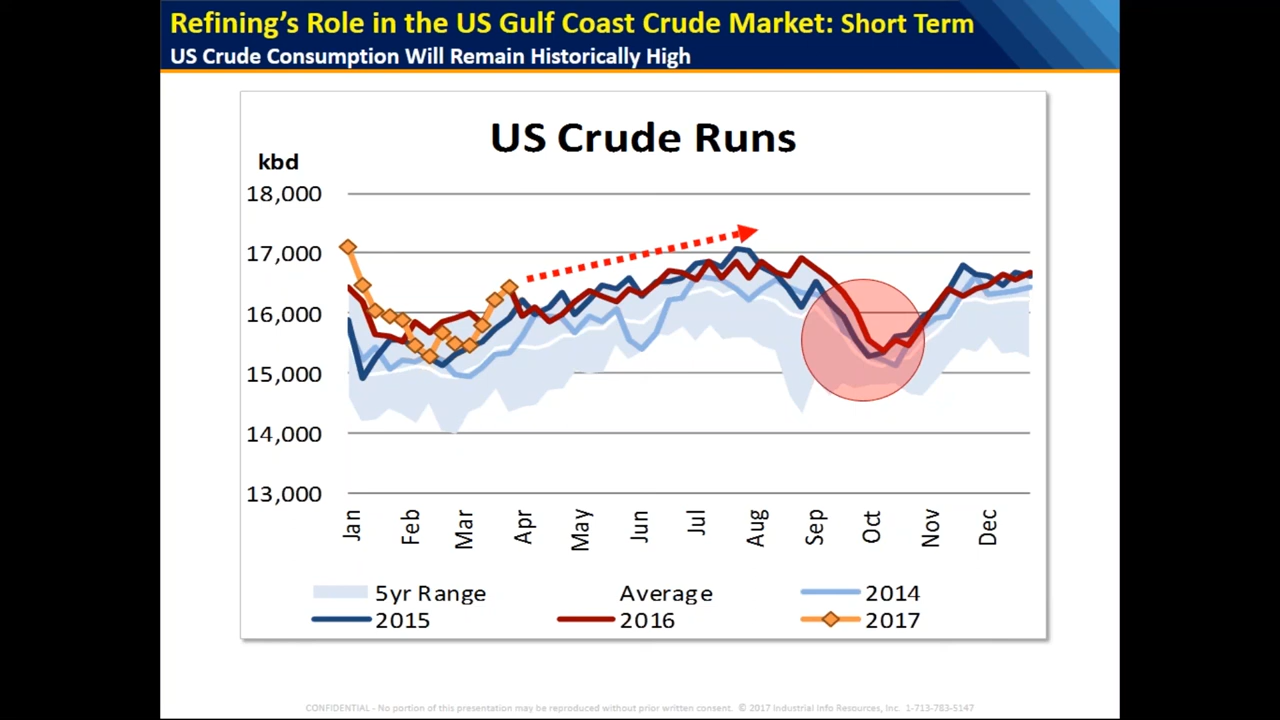 Refining’s Role in the US Gulf Coast Crude Market: Short Term
US Crude Consumption Will Remain Historically High
US Crude Runs
kbd
18,000
17,000
16,000
15,000
14,000
13,000
Jan Feb Mar Apr May Jun Jul Aug Sep Oct Nov Dec
5yr Range Average 2014
2015 2016 2017
CONFIDENTIAL - No portion of this presentation may be reproduced without prior written consent. © 2017 Industrial Info Resources, Inc. 1-713-783-5147